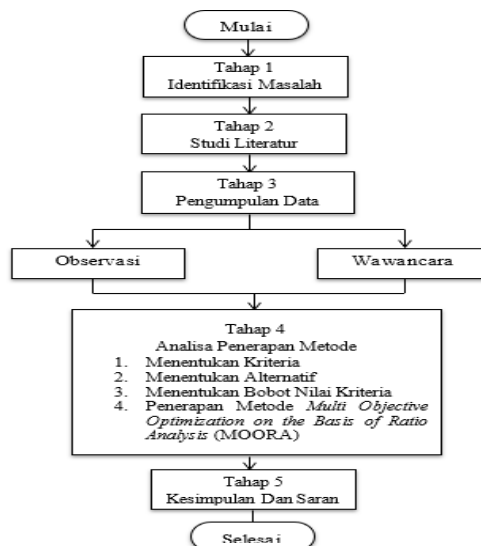 Mulai
Tahap 1
Identifikasi Masalah
Tahap 2
Studi Literatur
Tahap 3
Pengumpulan Data
Observasi
Wawancara
Tahap 4
Analisa Penerapan Metode
1. Menentukan Kriteria
2. Menentukan Alternatif
3. Menentukan Bobot Nilai Kriteria
4. Penerapan Metode Multi Objective
Optimization on the Basis of Ratio
Analysis (MOORA)
Tahap 5
Kesimpulan Dan Saran
Selesai